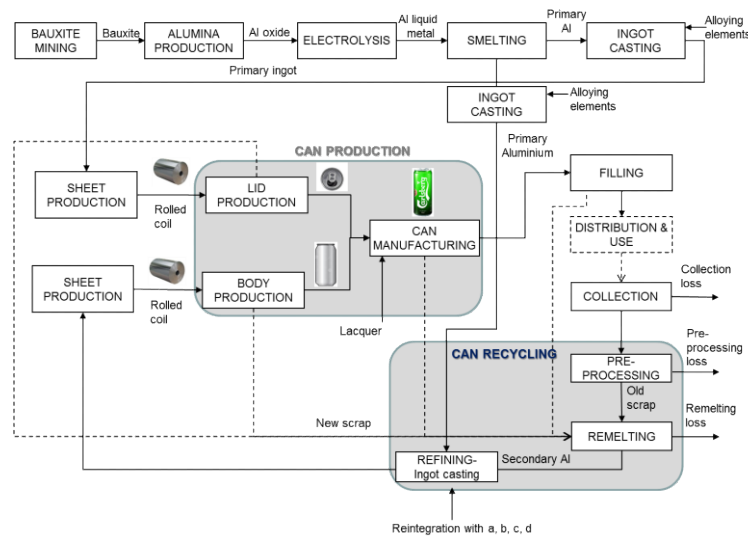 BAUXITE
MINING
Bauxite
ALUMINA
PRODUCTION
Al oxide
ELECTROLYSIS
Al liquid
metal
SMELTING
Primary
Al
INGOT
CASTING
Alloying
elements
Primary ingot
INGOT
CASTING
Alloying
elements
Primary
Aluminium
CAN PRODUCTION
SHEET
PRODUCTION
Rolled
coil
LID
PRODUCTION
Carlsberg
CAN
MANUFACTURING
FILLING
DISTRIBUTION &
USE
SHEET
PRODUCTION
Rolled
coil
BODY
PRODUCTION
Lacquer
COLLECTION
Collection
loss
CAN RECYCLING
PRE-
PROCESSING
Pre-
processing
loss
Old
scrap
New scrap
REMELTING
Remelting
loss
REFINING-
Ingot casting
Secondary Al
Reintegration with a, b, c, d